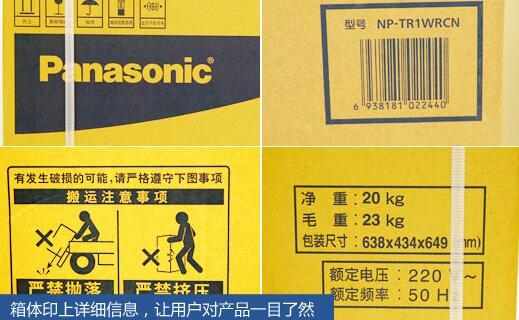 Panasonic®
型号 NP-TR1WRCN
6 938181 022440
有发生破损的可能,请严格遵守下图事项
搬运注意事项
严禁抛落
严禁挤压
净 重:20 kg
毛 重:23 kg
包装尺寸:638x434x649 (mm)
额定电压:220 V~
额定频率:50 Hz
箱体印上详细信息,让用户对产品一目了然